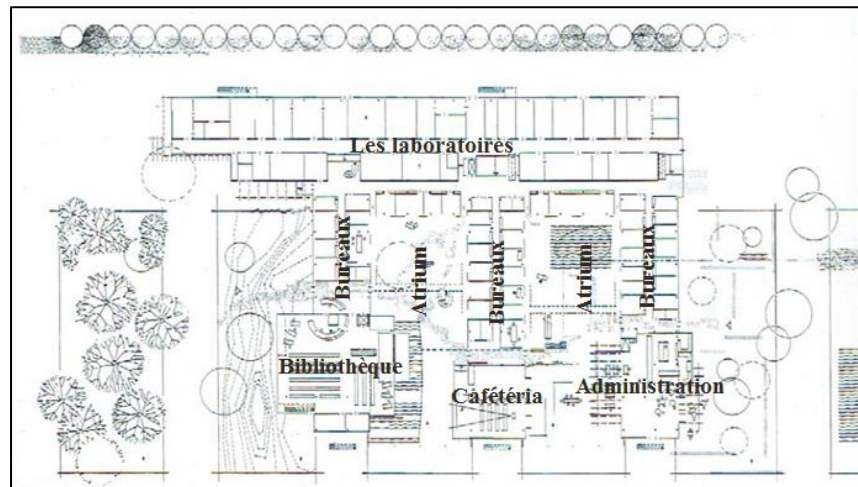 Les laboratoires
Bureaux
Atrium
Bureaux
Atrium
Bureaux
Bibliothèque
Cafétéria
Administration